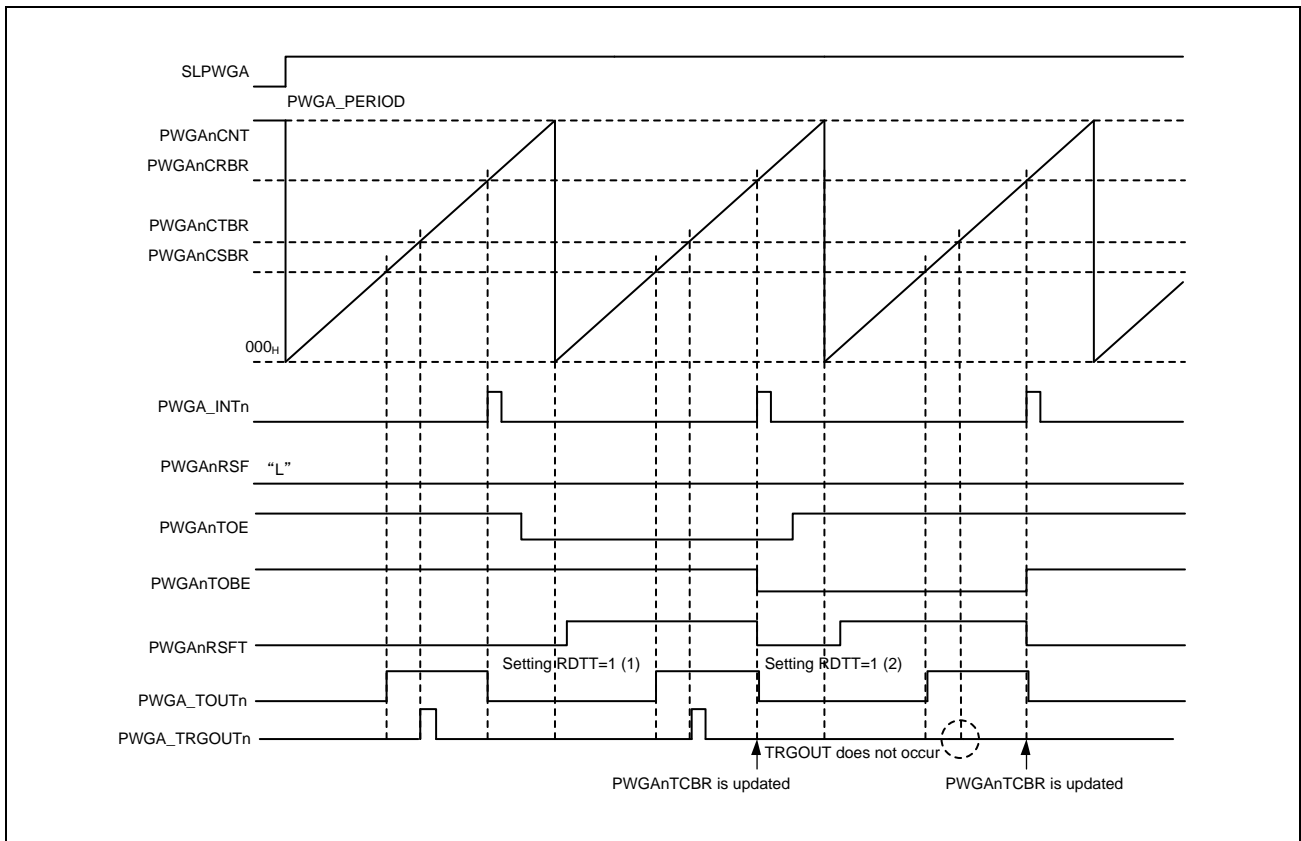 SLPWGA
PWGA_PERIOD
PWGAnCNT
PWGAnCRBR
PWGAnCTBR
PWGAnCSBR
000H
PWGA_INTn
PWGAnRSF “L”
PWGAnTOE
PWGAnTOBE
PWGAnRSFT
Setting RDTT=1 (1) Setting RDTT=1 (2)
PWGA_TOUTn
PWGA_TRGOUTn
TRGOUT does not occur
PWGAnTCBR is updated PWGAnTCBR is updated